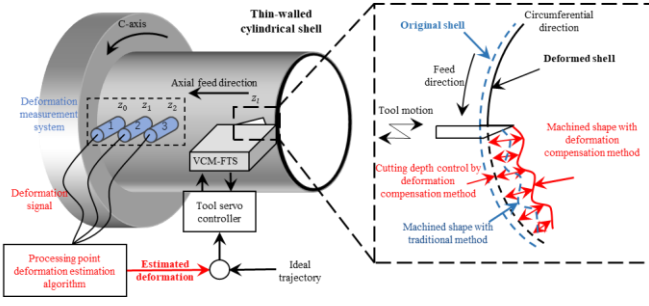 C-axis
Thin-walled
cylindrical shell
Axial feed direction
z0
z1
z2
zl
Deformation
measurement
system
1
2
3
VCM-FTS
Deformation
signal
Tool servo
controller
Processing point
deformation estimation
algorithm
Estimated
deformation
Ideal
trajectory
Original
shell
Circumferential
direction
Feed
direction
Deformed shell
Tool motion
Machined shape with
deformation
compensation method
Cutting depth control by
deformation
compensation method
Machined shape with
traditional method